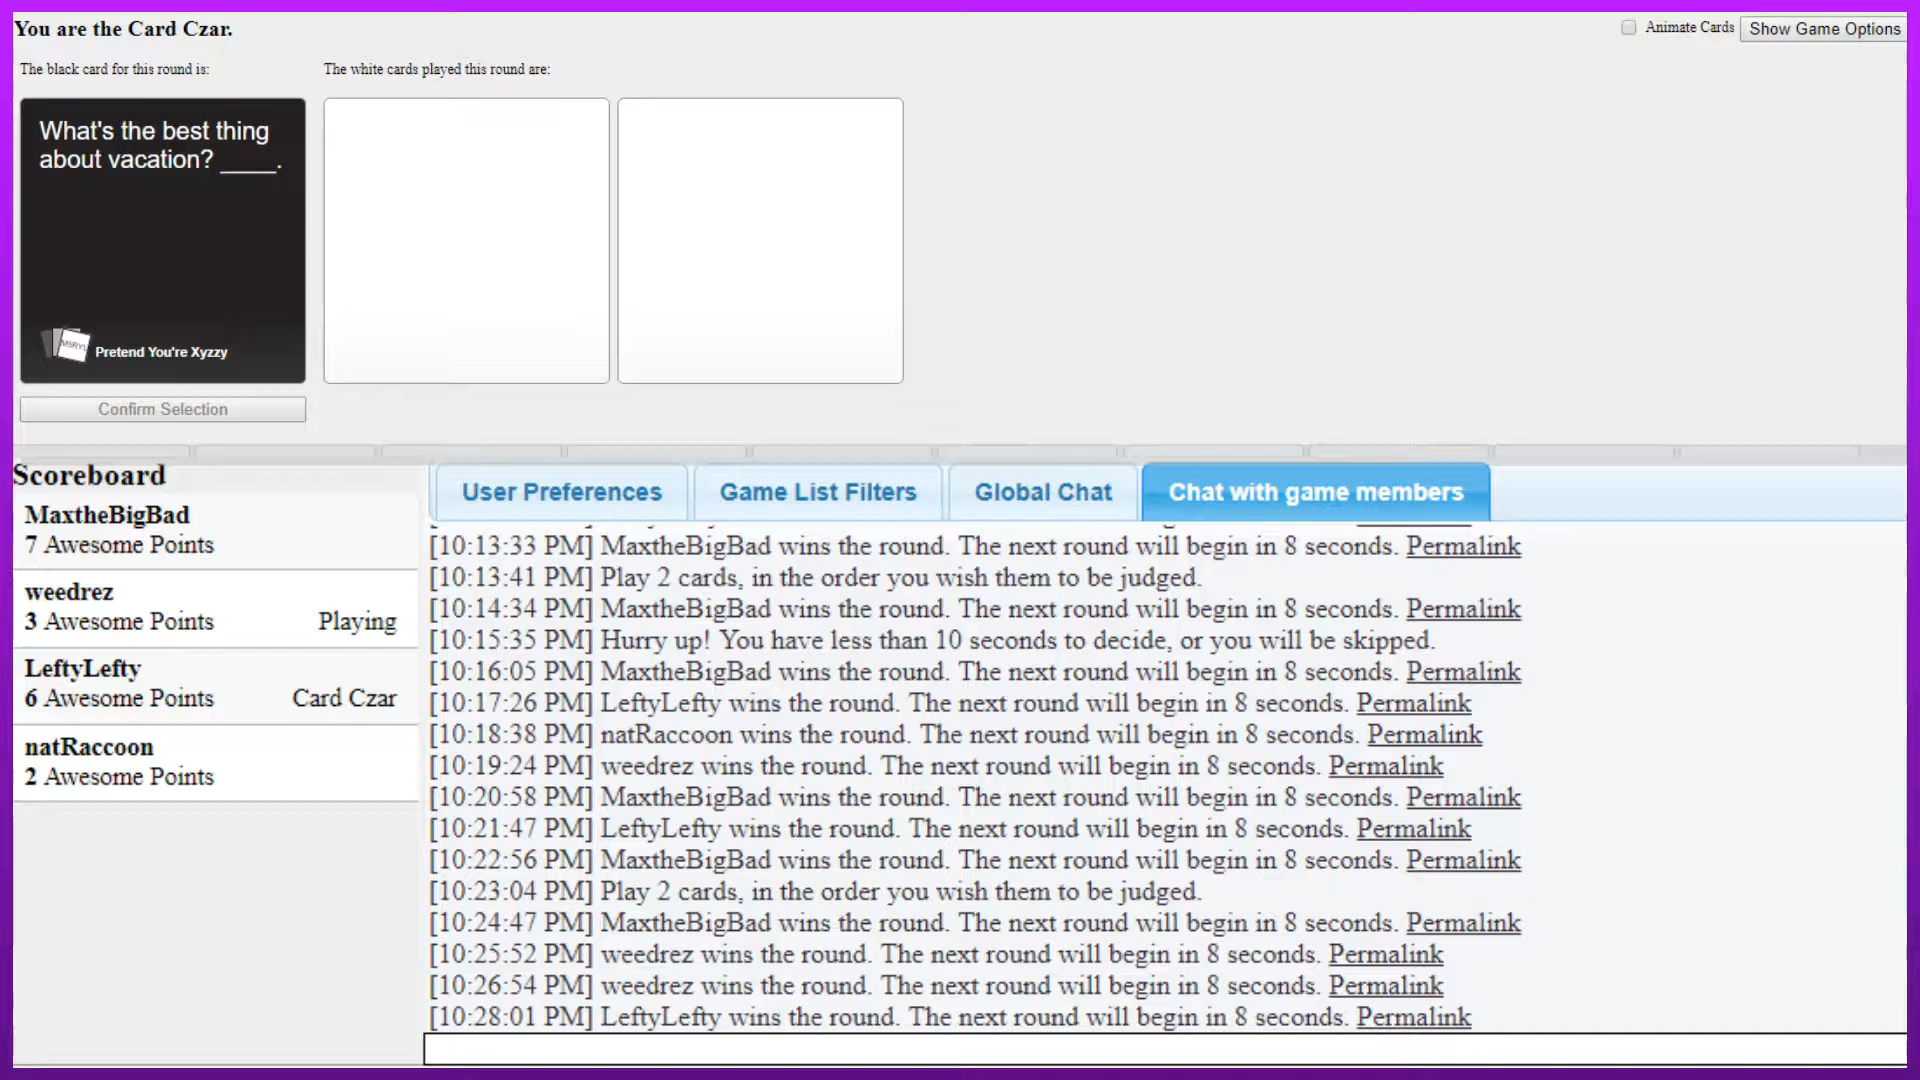 You are the Card Czar.
Animate Cards
Show Game Options
The black card for this round is:
The white cards played this round are:
What's the best thing
about vacation? ____.
Pretend You're Xyzzy
Confirm Selection
Scoreboard
MaxtheBigBad
7 Awesome Points
weedrez
3 Awesome Points Playing
LeftyLefty
6 Awesome Points Card Czar
natRaccoon
2 Awesome Points
User Preferences
Game List Filters
Global Chat
Chat with game members
[10:13:33 PM] MaxtheBigBad wins the round. The next round will begin in 8 seconds. Permalink
[10:13:41 PM] Play 2 cards, in the order you wish them to be judged.
[10:14:34 PM] MaxtheBigBad wins the round. The next round will begin in 8 seconds. Permalink
[10:15:35 PM] Hurry up! You have less than 10 seconds to decide, or you will be skipped.
[10:16:05 PM] MaxtheBigBad wins the round. The next round will begin in 8 seconds. Permalink
[10:17:26 PM] LeftyLefty wins the round. The next round will begin in 8 seconds. Permalink
[10:18:38 PM] natRaccoon wins the round. The next round will begin in 8 seconds. Permalink
[10:19:24 PM] weedrez wins the round. The next round will begin in 8 seconds. Permalink
[10:20:58 PM] MaxtheBigBad wins the round. The next round will begin in 8 seconds. Permalink
[10:21:47 PM] LeftyLefty wins the round. The next round will begin in 8 seconds. Permalink
[10:22:56 PM] MaxtheBigBad wins the round. The next round will begin in 8 seconds. Permalink
[10:23:04 PM] Play 2 cards, in the order you wish them to be judged.
[10:24:47 PM] MaxtheBigBad wins the round. The next round will begin in 8 seconds. Permalink
[10:25:52 PM] weedrez wins the round. The next round will begin in 8 seconds. Permalink
[10:26:54 PM] weedrez wins the round. The next round will begin in 8 seconds. Permalink
[10:28:01 PM] LeftyLefty wins the round. The next round will begin in 8 seconds. Permalink